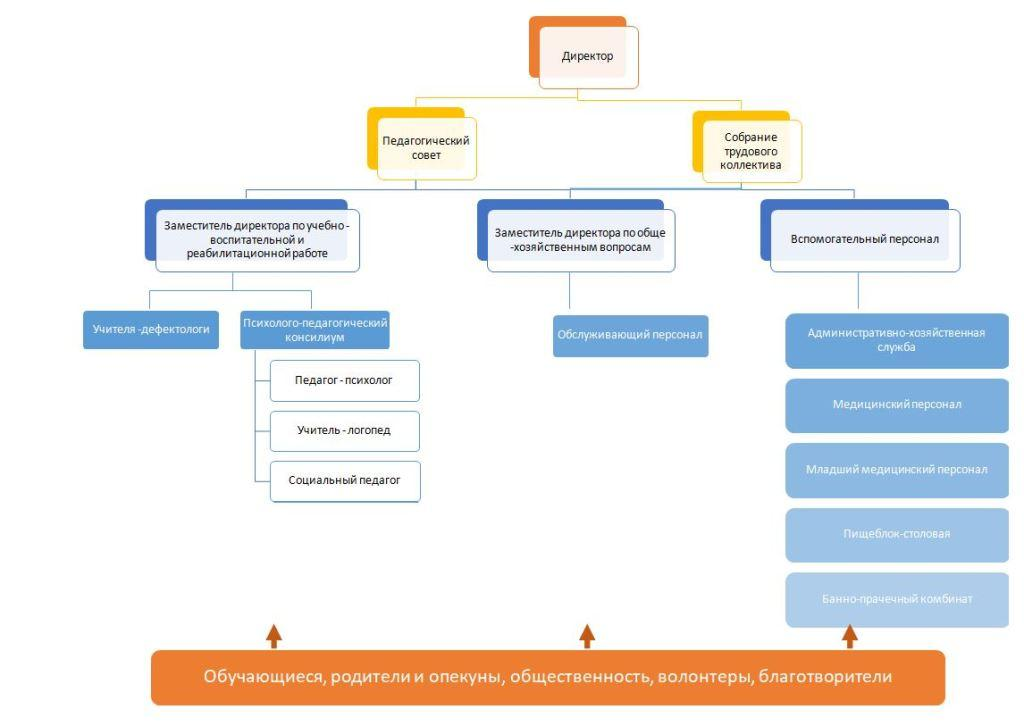 Директор
Педагогический
совет
Собрание
трудового
коллектива
Заместитель директора по учебно -
воспитательной и
реабилитационной работе
Заместитель директора по обще
-хозяйственным вопросам
Вспомогательный персонал
Учителя -дефектологи
Психолого-педагогический
консилиум
Педагог - психолог
Учитель - логопед
Социальный педагог
Обслуживающий персонал
Административно-хозяйственная
служба
Медицинский персонал
Младший медицинский персонал
Пищеблок-столовая
Банно-прачечный комбинат
Обучающиеся, родители и опекуны, общественность, волонтеры, благотворители